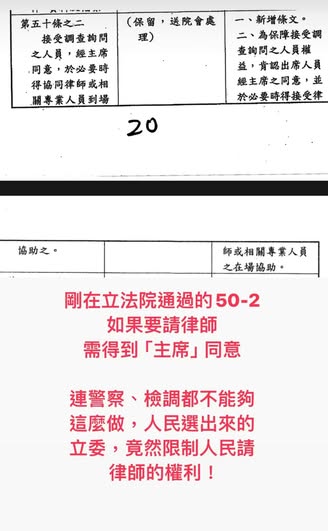 第五十條之二
接受調查詢問
之人員，經主席
同意，於必要時
得協同律師或相
關專業人員到場
（保留，送院會處
理）
一、新增條文。
二、為保障接受調
查詢問之人員權
益，肯認出席人員
經主席之同意，並
於必要時得接受律
20
協助之。
師或相關專業人員
之在場協助。
剛在立法院通過的50-2
如果要請律師
需得到「主席」同意
連警察、檢調都不能夠
這麼做，人民選出來的
立委，竟然限制人民請
律師的權利！